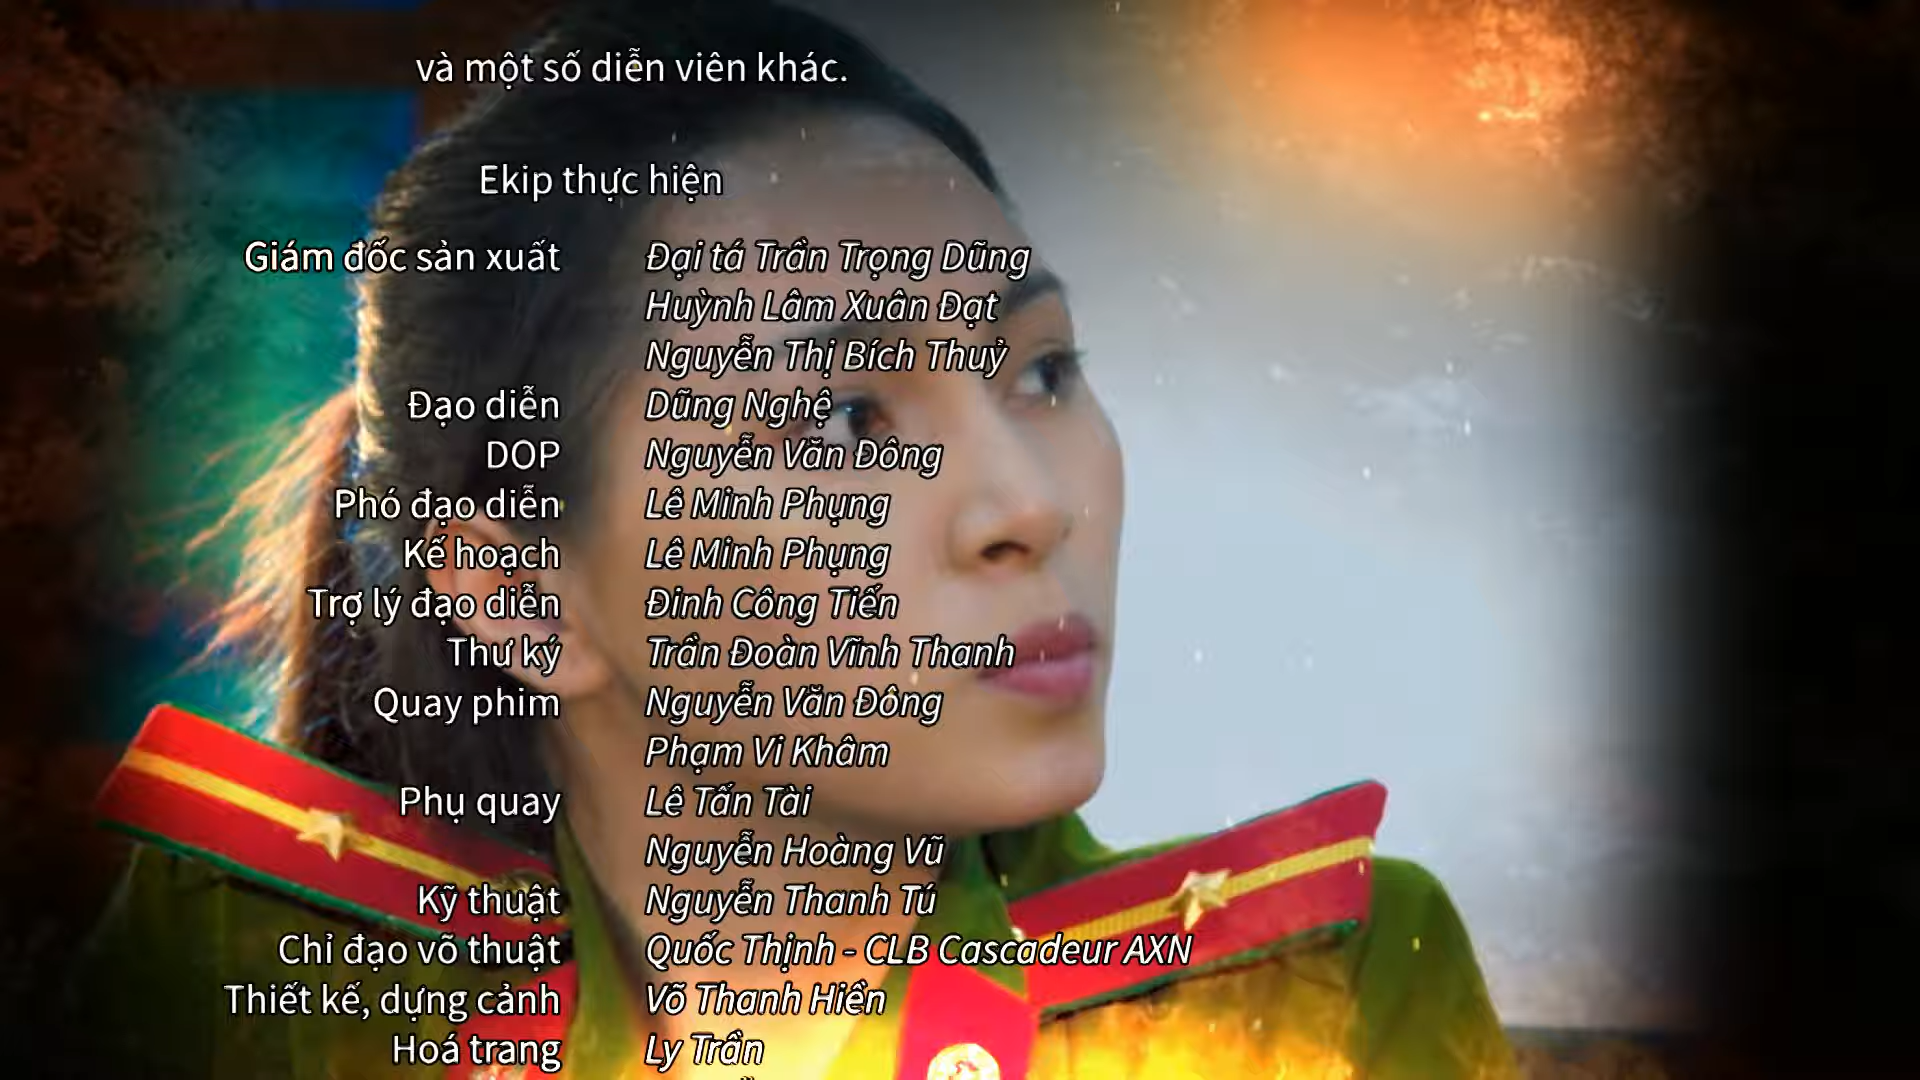 và một số diễn viên khác.
Ekip thực hiện
Giám đốc sản xuất Đại tá Trần Trọng Dũng
Huỳnh Lâm Xuân Đạt
Nguyễn Thị Bích Thuỷ
Đạo diễn Dũng Nghệ
DOP Nguyễn Văn Đông
Phó đạo diễn Lê Minh Phụng
Kế hoạch Lê Minh Phụng
Trợ lý đạo diễn Đinh Công Tiến
Thư ký Trần Đoàn Vĩnh Thanh
Quay phim Nguyễn Văn Đông
Phạm Vi Khâm
Phụ quay Lê Tấn Tài
Nguyễn Hoàng Vũ
Kỹ thuật Nguyễn Thanh Tú
Chỉ đạo võ thuật Quốc Thịnh - CLB Cascadeur AXN
Thiết kế, dựng cảnh Võ Thanh Hiền
Hoá trang Ly Trần